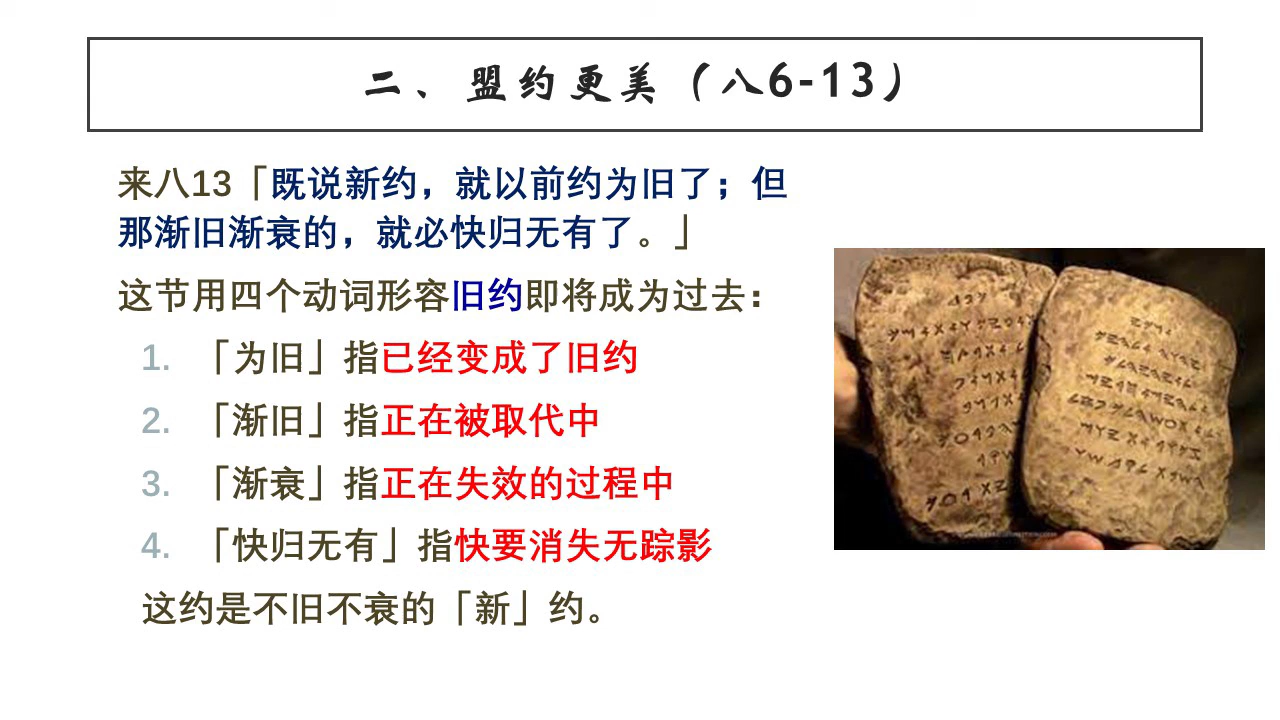 二、盟约更美（八6-13）
来八13「既说新约，就以前约为旧了；但
那渐旧渐衰的，就必快归无有了。」
这节用四个动词形容旧约即将成为过去：
1. 「为旧」指已经变成了旧约
2. 「渐旧」指正在被取代中
3. 「渐衰」指正在失效的过程中
4. 「快归无有」指快要消失无踪影
这约是不旧不衰的「新」约。